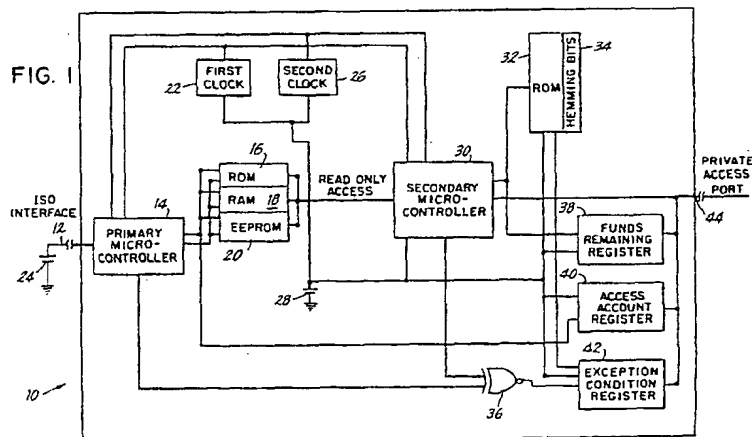 FIG. 1
22
FIRST
CLOCK
SECOND
CLOCK
26
32
34
ROM
HEMMING BITS
16
ROM
RAM
18
EEPROM
20
READ ONLY
ACCESS
30
SECONDARY
MICRO-
CONTROLLER
PRIVATE
ACCESS
PORT
44
ISO
INTERFACE
12
24
14
PRIMARY
MICRO-
CONTROLLER
28
38
FUNDS
REMAINING
REGISTER
40
ACCESS
ACCOUNT
REGISTER
42
EXCEPTION
CONDITION
REGISTER
36
10